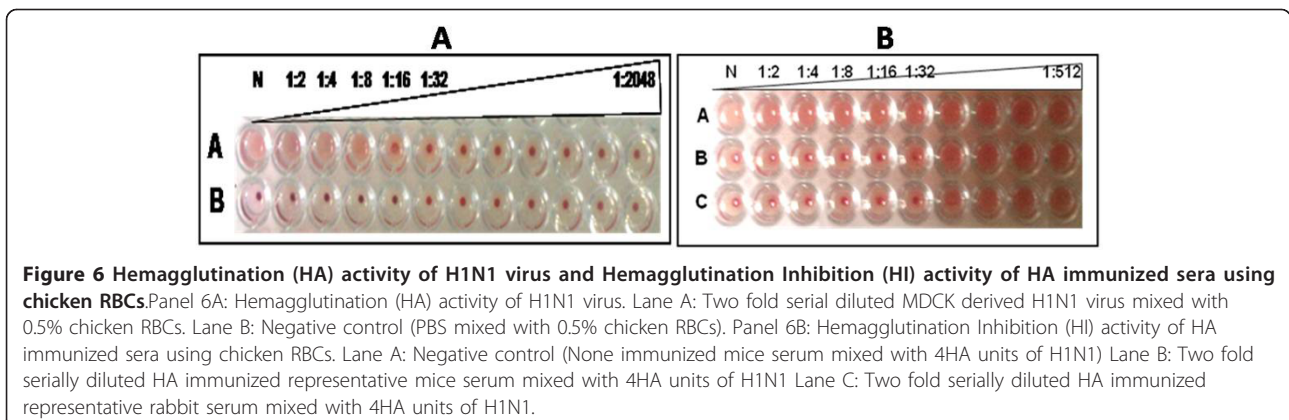 A
N 1:2 1:4 1:8 1:16 1:32 1:2048
A
B
B
N 1:2 1:4 1:8 1:16 1:32 1:512
A
B
C
Figure 6 Hemagglutination (HA) activity of H1N1 virus and Hemagglutination Inhibition (HI) activity of HA immunized sera using
chicken RBCs.Panel 6A: Hemagglutination (HA) activity of H1N1 virus. Lane A: Two fold serial diluted MDCK derived H1N1 virus mixed with
0.5% chicken RBCs. Lane B: Negative control (PBS mixed with 0.5% chicken RBCs). Panel 6B: Hemagglutination Inhibition (HI) activity of HA
immunized sera using chicken RBCs. Lane A: Negative control (None immunized mice serum mixed with 4HA units of H1N1) Lane B: Two fold
serially diluted HA immunized representative mice serum mixed with 4HA units of H1N1 Lane C: Two fold serially diluted HA immunized
representative rabbit serum mixed with 4HA units of H1N1.